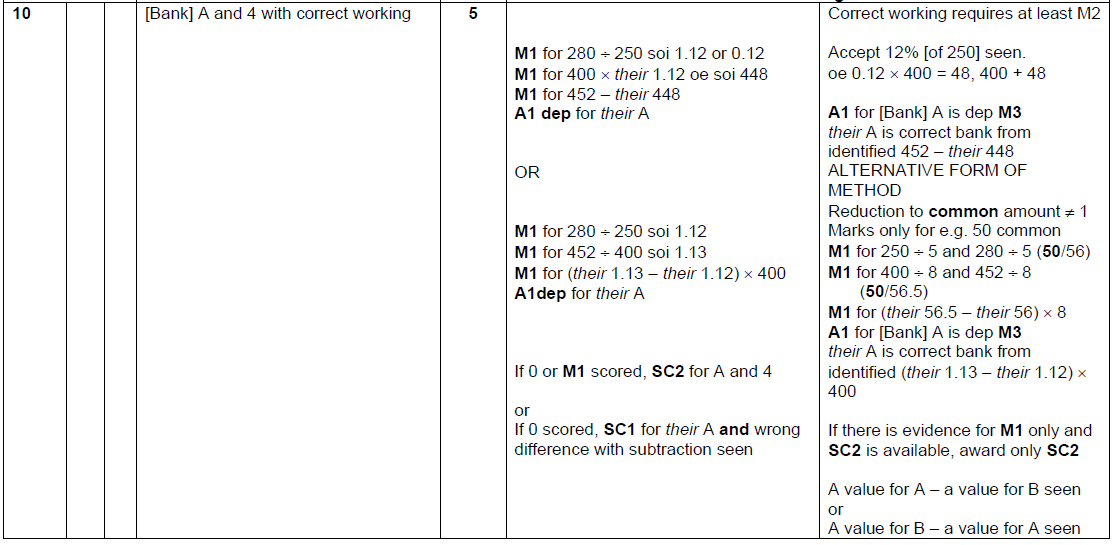 10
[Bank] A and 4 with correct working
5
M1 for 280 ÷ 250 soi 1.12 or 0.12
M1 for 400 × their 1.12 oe soi 448
M1 for 452 – their 448
A1 dep for their A
OR
M1 for 280 ÷ 250 soi 1.12
M1 for 452 ÷ 400 soi 1.13
M1 for (their 1.13 – their 1.12) × 400
A1dep for their A
If 0 or M1 scored, SC2 for A and 4
or
If 0 scored, SC1 for their A and wrong
difference with subtraction seen
Correct working requires at least M2
Accept 12% [of 250] seen.
oe 0.12 × 400 = 48, 400 + 48
A1 for [Bank] A is dep M3
their A is correct bank from
identified 452 – their 448
ALTERNATIVE FORM OF
METHOD
Reduction to common amount ≠ 1
Marks only for e.g. 50 common
M1 for 250 ÷ 5 and 280 ÷ 5 (50/56)
M1 for 400 ÷ 8 and 452 ÷ 8
(50/56.5)
M1 for (their 56.5 – their 56) × 8
A1 for [Bank] A is dep M3
their A is correct bank from
identified (their 1.13 – their 1.12) ×
400
If there is evidence for M1 only and
SC2 is available, award only SC2
A value for A – a value for B seen
or
A value for B – a value for A seen